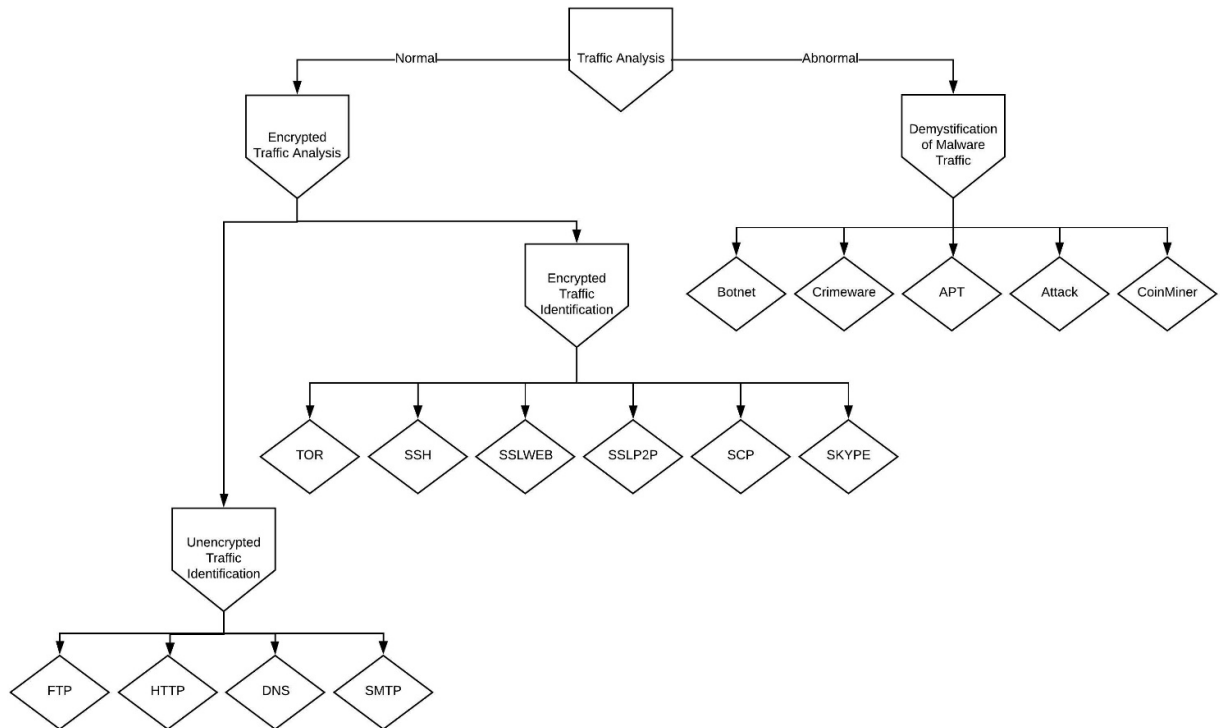 Traffic Analysis
Normal
Abnormal
Encrypted
Traffic Analysis
Demystification
of Malware
Traffic
Encrypted
Traffic
Identification
Botnet
Crimeware
APT
Attack
CoinMiner
TOR
SSH
SSLWEB
SSLP2P
SCP
SKYPE
Unencrypted
Traffic
Identification
FTP
HTTP
DNS
SMTP